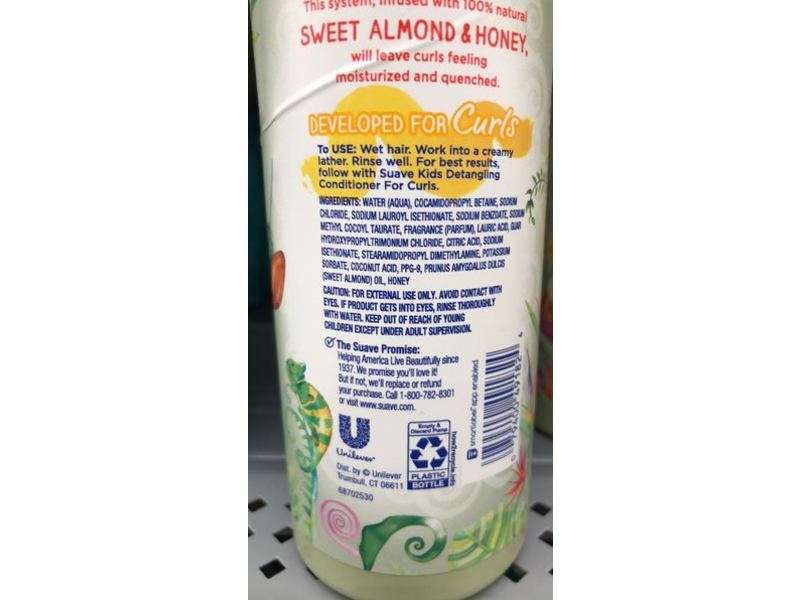 This system, infused with 100% natural
SWEET ALMOND & HONEY,
will leave curls feeling
moisturized and quenched.
DEVELOPED FOR Curls
To USE: Wet hair. Work into a creamy
lather. Rinse well. For best results,
follow with Suave Kids Detangling
Conditioner For Curls.
INGREDIENTS: WATER (AQUA), COCAMIDOPROPYL BETAINE, SODIUM
CHLORIDE, SODIUM LAUROYL ISETHIONATE, SODIUM BENZOATE, SODIUM
METHYL COCOYL TAURATE, FRAGRANCE (PARFUM), LAURIC ACID, GUAR
HYDROXYPROPYLTRIMONIUM CHLORIDE, CITRIC ACID, SODIUM
ISETHIONATE, STEARAMIDOPROPYL DIMETHYLAMINE, POTASSIUM
SORBATE, COCONUT ACID, PPG-9, PRUNUS AMYGDALUS DULCIS
(SWEET ALMOND) OIL, HONEY
CAUTION: FOR EXTERNAL USE ONLY. AVOID CONTACT WITH
EYES. IF PRODUCT GETS INTO EYES, RINSE THOROUGHLY
WITH WATER. KEEP OUT OF REACH OF YOUNG
CHILDREN EXCEPT UNDER ADULT SUPERVISION.
The Suave Promise:
Helping America Live Beautifully since
1937. We promise you'll love it!
But if not, we'll replace or refund
your purchase. Call 1-800-782-8301
or visit www.suave.com.
Unilever
Dist. by © Unilever
Trumbull, CT 06611
68702530
Empty &
Discard Pump
PLASTIC
BOTTLE
how2recycle.info
smartlabel app enabled